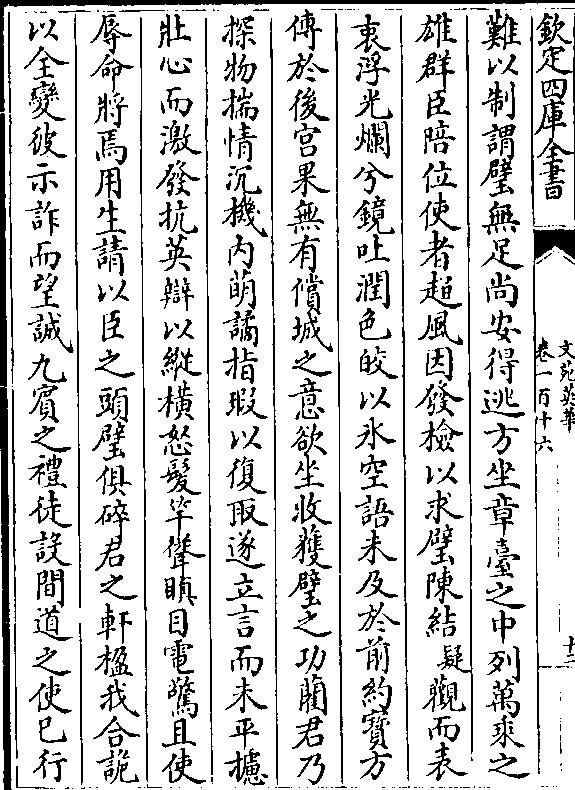 欽定四庫全書
文苑英華
卷一百十六
十二
難以制謂璧無足尚安得逃方坐章臺之中列萬乘之
雄群臣陪位使者趨風因發檢以求璧陳結疑觀而表
衷浮光爛兮鏡吐潤色皎以氷空語未及於前約寳方
傳於後宫果無有償城之意欲坐收獲璧之功藺君乃
探物揣情沉機内萌譎指瑕以復取遂立言而未平攄
壯心而激發抗英辯以縱橫怒髮竿聳瞋目電驚且使
辱命將焉用生請以臣之頭璧俱碎君之軒楹我合詭
以全變彼示詐而望誠九賓之禮徒設間道之使已行